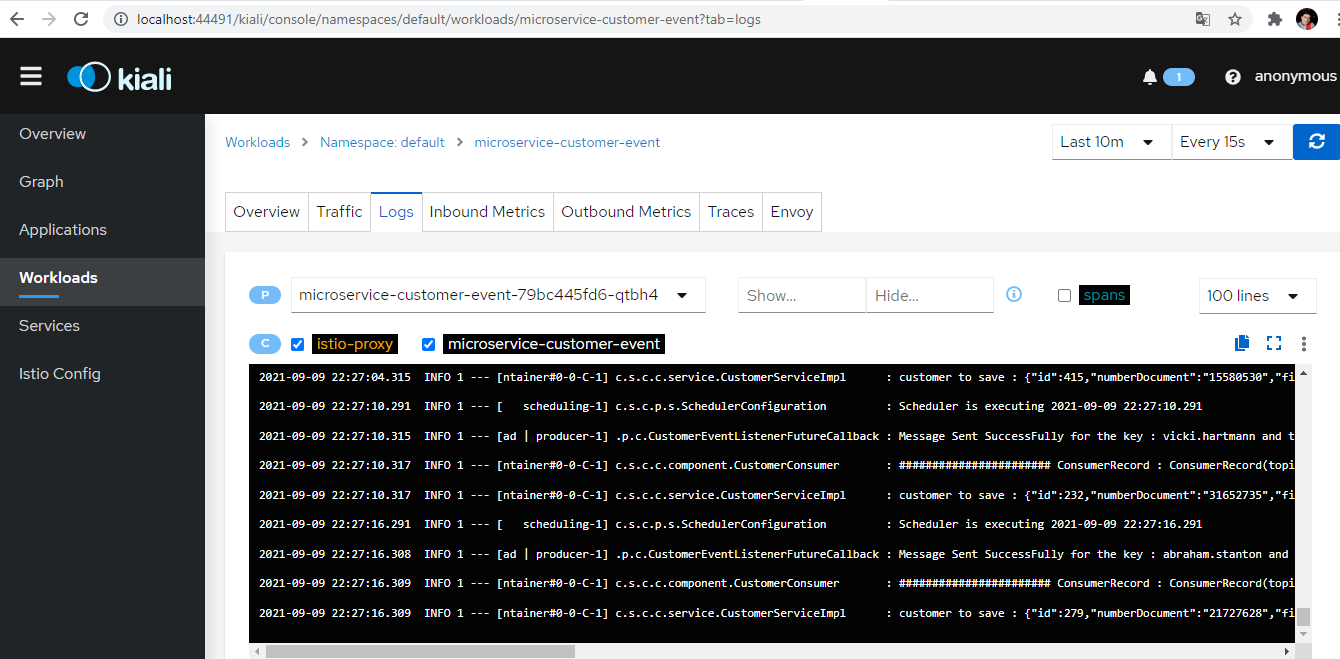 localhost:44491/kiali/console/namespaces/default/workloads/microservice-customer-event?tab=logs
kiali
1
anonymous
Overview
Graph
Applications
Workloads
Services
Istio Config
Workloads > Namespace: default > microservice-customer-event
Last 10m
Every 15s
Overview Traffic Logs Inbound Metrics Outbound Metrics Traces Envoy
P microservice-customer-event-79bc445fd6-qtbh4 Show... Hide... spans 100 lines
C istio-proxy microservice-customer-event
2021-09-09 22:27:04.315 INFO 1 --- [ntainer#0-0-C-1] c.s.c.c.service.CustomerServiceImpl : customer to save : {"id":415,"numberDocument":"15580530","fi
2021-09-09 22:27:10.291 INFO 1 --- [ scheduling-1] c.s.c.p.s.SchedulerConfiguration : Scheduler is executing 2021-09-09 22:27:10.291
2021-09-09 22:27:10.315 INFO 1 --- [ad | producer-1] .p.c.CustomerEventListenerFutureCallback : Message Sent SuccessFully for the key : vicki.hartmann and t
2021-09-09 22:27:10.317 INFO 1 --- [ntainer#0-0-C-1] c.s.c.c.component.CustomerConsumer : ####################### ConsumerRecord : ConsumerRecord(topi
2021-09-09 22:27:10.317 INFO 1 --- [ntainer#0-0-C-1] c.s.c.c.service.CustomerServiceImpl : customer to save : {"id":232,"numberDocument":"31652735","fi
2021-09-09 22:27:16.291 INFO 1 --- [ scheduling-1] c.s.c.p.s.SchedulerConfiguration : Scheduler is executing 2021-09-09 22:27:16.291
2021-09-09 22:27:16.308 INFO 1 --- [ad | producer-1] .p.c.CustomerEventListenerFutureCallback : Message Sent SuccessFully for the key : abraham.stanton and
2021-09-09 22:27:16.309 INFO 1 --- [ntainer#0-0-C-1] c.s.c.c.component.CustomerConsumer : ####################### ConsumerRecord : ConsumerRecord(topi
2021-09-09 22:27:16.309 INFO 1 --- [ntainer#0-0-C-1] c.s.c.c.service.CustomerServiceImpl : customer to save : {"id":279,"numberDocument":"21727628","fi